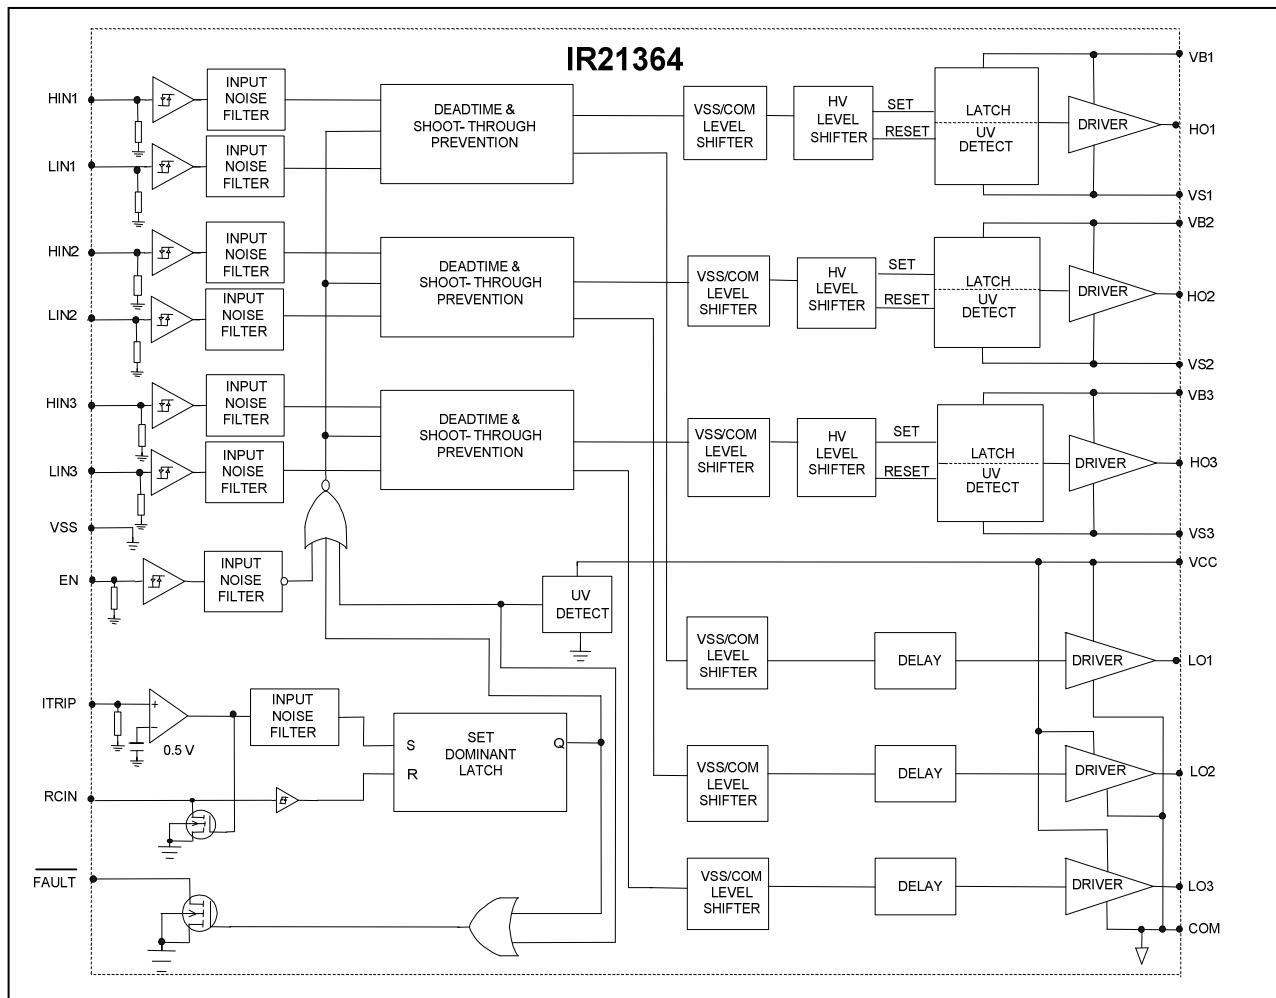 IR21364
HIN1
INPUT
NOISE
FILTER
DEADTIME &
SHOOT- THROUGH
PREVENTION
VSS/COM
LEVEL
SHIFTER
HV
LEVEL
SHIFTER
SET
RESET
LATCH
UV
DETECT
DRIVER
VB1
HO1
VS1
LIN1
INPUT
NOISE
FILTER
HIN2
INPUT
NOISE
FILTER
DEADTIME &
SHOOT- THROUGH
PREVENTION
VSS/COM
LEVEL
SHIFTER
HV
LEVEL
SHIFTER
SET
RESET
LATCH
UV
DETECT
DRIVER
VB2
HO2
VS2
LIN2
INPUT
NOISE
FILTER
HIN3
INPUT
NOISE
FILTER
DEADTIME &
SHOOT- THROUGH
PREVENTION
VSS/COM
LEVEL
SHIFTER
HV
LEVEL
SHIFTER
SET
RESET
LATCH
UV
DETECT
DRIVER
VB3
HO3
VS3
LIN3
INPUT
NOISE
FILTER
VSS
EN
INPUT
NOISE
FILTER
UV
DETECT
VCC
VSS/COM
LEVEL
SHIFTER
DELAY
DRIVER
LO1
ITRIP
+
−
0.5 V
INPUT
NOISE
FILTER
S
R
SET
DOMINANT
LATCH
Q
VSS/COM
LEVEL
SHIFTER
DELAY
DRIVER
LO2
RCIN
FAULT
VSS/COM
LEVEL
SHIFTER
DELAY
DRIVER
LO3
COM